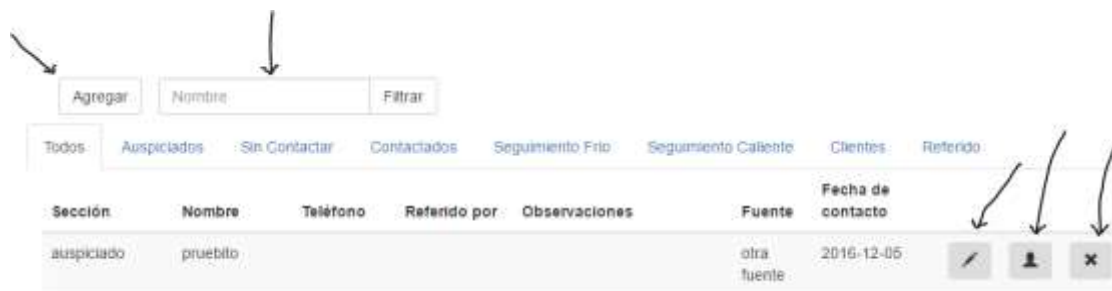 Agregar Nombre Filtrar
Todos Auspiciados Sin Contactar Contactados Seguimiento Frio Seguimiento Caliente Clientes Referido
Sección Nombre Teléfono Referido por Observaciones Fuente Fecha de
contacto
auspiciado pruebito otra 2016-12-05
fuente